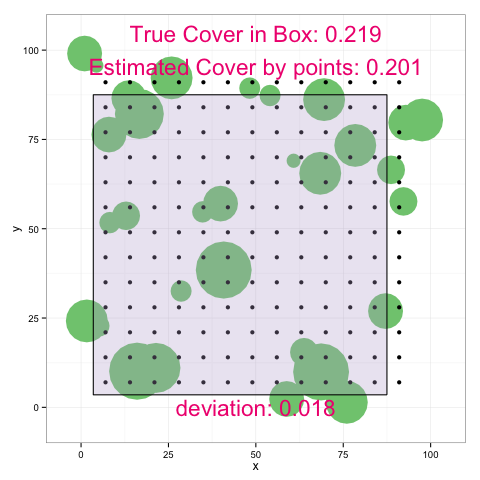 True Cover in Box: 0.219
Estimated Cover by points: 0.201
100
75
50
25
0
y
deviation: 0.018
0 25 50 75 100
x